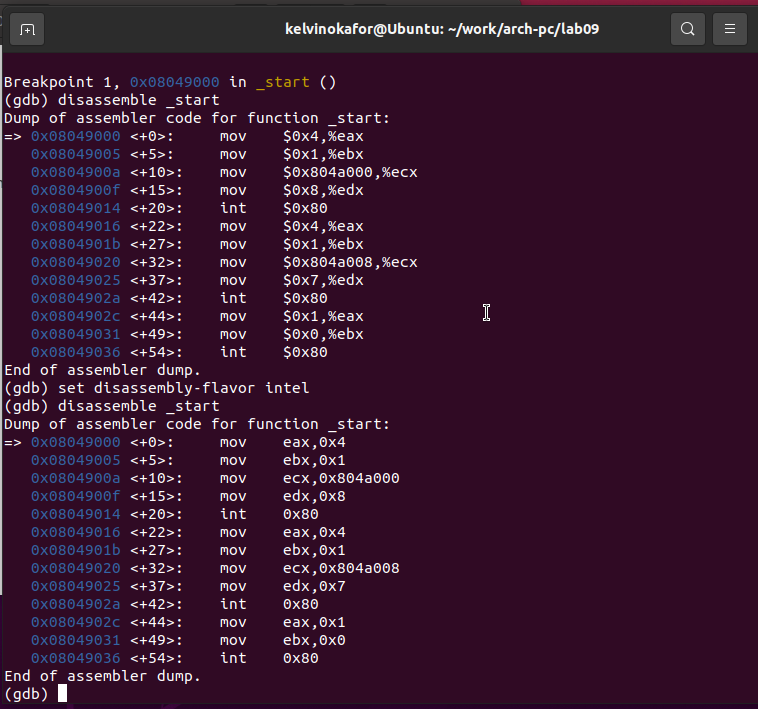 kelvinokafor@Ubuntu: ~/work/arch-pc/lab09
Breakpoint 1, 0x08049000 in _start ()
(gdb) disassemble _start
Dump of assembler code for function _start:
=> 0x08049000 <+0>:     mov    $0x4,%eax
   0x08049005 <+5>:     mov    $0x1,%ebx
   0x0804900a <+10>:    mov    $0x804a000,%ecx
   0x0804900f <+15>:    mov    $0x8,%edx
   0x08049014 <+20>:    int    $0x80
   0x08049016 <+22>:    mov    $0x4,%eax
   0x0804901b <+27>:    mov    $0x1,%ebx
   0x08049020 <+32>:    mov    $0x804a008,%ecx
   0x08049025 <+37>:    mov    $0x7,%edx
   0x0804902a <+42>:    int    $0x80
   0x0804902c <+44>:    mov    $0x1,%eax
   0x08049031 <+49>:    mov    $0x0,%ebx
   0x08049036 <+54>:    int    $0x80
End of assembler dump.
(gdb) set disassembly-flavor intel
(gdb) disassemble _start
Dump of assembler code for function _start:
=> 0x08049000 <+0>:     mov    eax,0x4
   0x08049005 <+5>:     mov    ebx,0x1
   0x0804900a <+10>:    mov    ecx,0x804a000
   0x0804900f <+15>:    mov    edx,0x8
   0x08049014 <+20>:    int    0x80
   0x08049016 <+22>:    mov    eax,0x4
   0x0804901b <+27>:    mov    ebx,0x1
   0x08049020 <+32>:    mov    ecx,0x804a008
   0x08049025 <+37>:    mov    edx,0x7
   0x0804902a <+42>:    int    0x80
   0x0804902c <+44>:    mov    eax,0x1
   0x08049031 <+49>:    mov    ebx,0x0
   0x08049036 <+54>:    int    0x80
End of assembler dump.
(gdb)